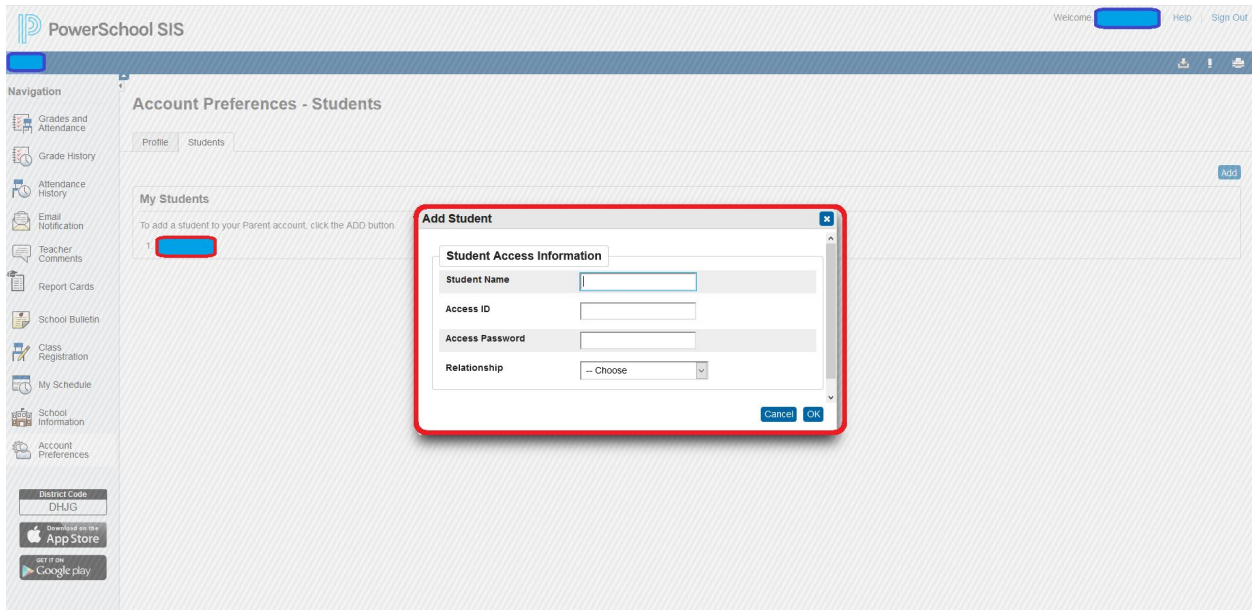 PowerSchool SIS
Welcome, Help Sign Out
Navigation
Grades and
Attendance
Grade History
Attendance
History
Email
Notification
Teacher
Comments
Report Cards
School Bulletin
Class
Registration
My Schedule
School
Information
Account
Preferences
District Code
DHJG
Download on the
App Store
GET IT ON
Google play
Account Preferences - Students
Profile Students
Add
My Students
To add a student to your Parent account, click the ADD button.
1.
Add Student
Student Access Information
Student Name
Access ID
Access Password
Relationship -- Choose
Cancel OK